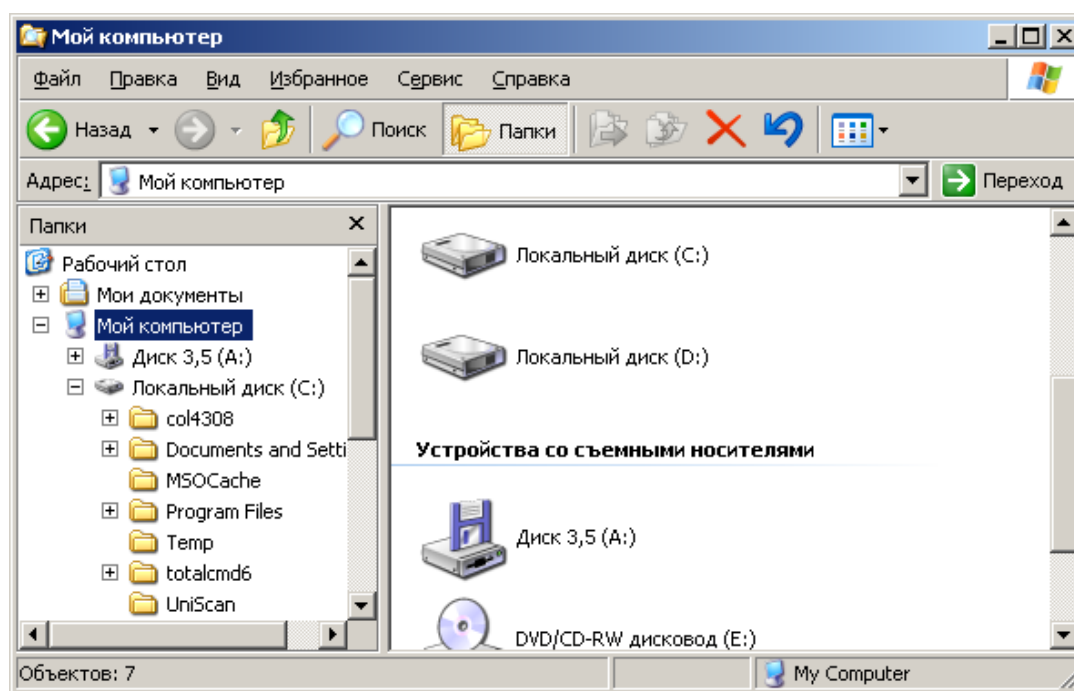 Мой компьютер
Файл Правка Вид Избранное Сервис Справка
Назад Поиск Папки
Адрес: Мой компьютер Переход
Папки
Рабочий стол
Мои документы
Мой компьютер
Диск 3,5 (A:)
Локальный диск (C:)
col4308
Documents and Setti
MSOCache
Program Files
Temp
totalcmd6
UniScan
Локальный диск (C:)
Локальный диск (D:)
Устройства со съемными носителями
Диск 3,5 (A:)
DVD/CD-RW дисковод (E:)
Объектов: 7 My Computer